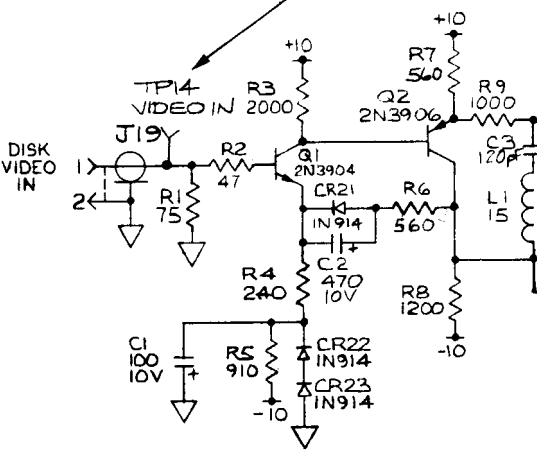 +10
+10
R7
560
TP14
VIDEO IN
R3
2000
Q2
2N3906
R9
1000
J19
DISK
VIDEO
IN
1
2
R2
47
Q1
2N3904
C3
120pf
R1
75
CR21
1N914
R6
560
L1
15
C2
470
10V
+
R4
240
R8
1200
C1
100
10V
+
R5
910
CR22
1N914
CR23
1N914
-10
-10